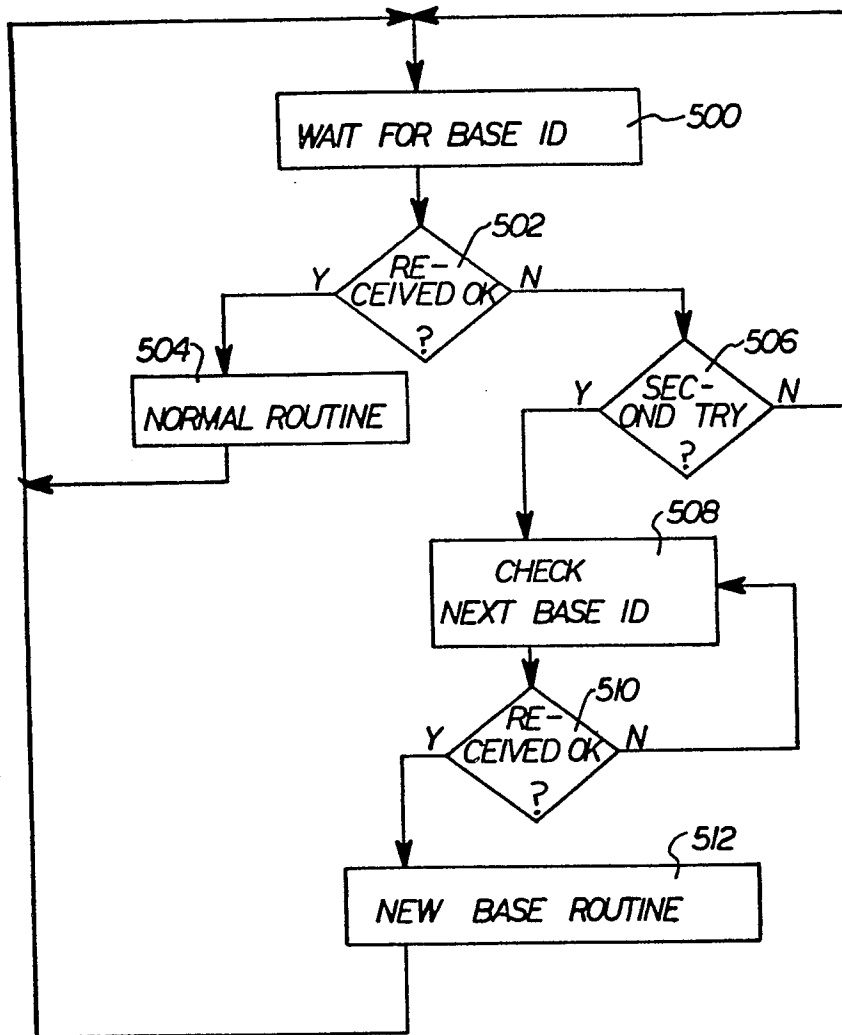 WAIT FOR BASE ID
500
502
RE-
CEIVED OK
?
Y
N
504
NORMAL ROUTINE
506
SEC-
OND TRY
?
Y
N
508
CHECK
NEXT BASE ID
510
RE-
CEIVED OK
?
Y
N
512
NEW BASE ROUTINE